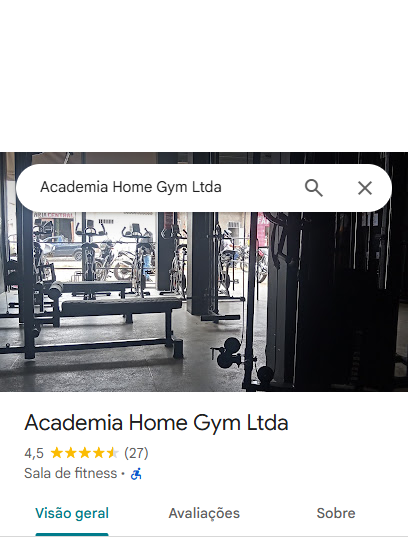 Academia Home Gym Ltda
Academia Home Gym Ltda
4,5 (27)
Sala de fitness ·
Visão geral Avaliações Sobre